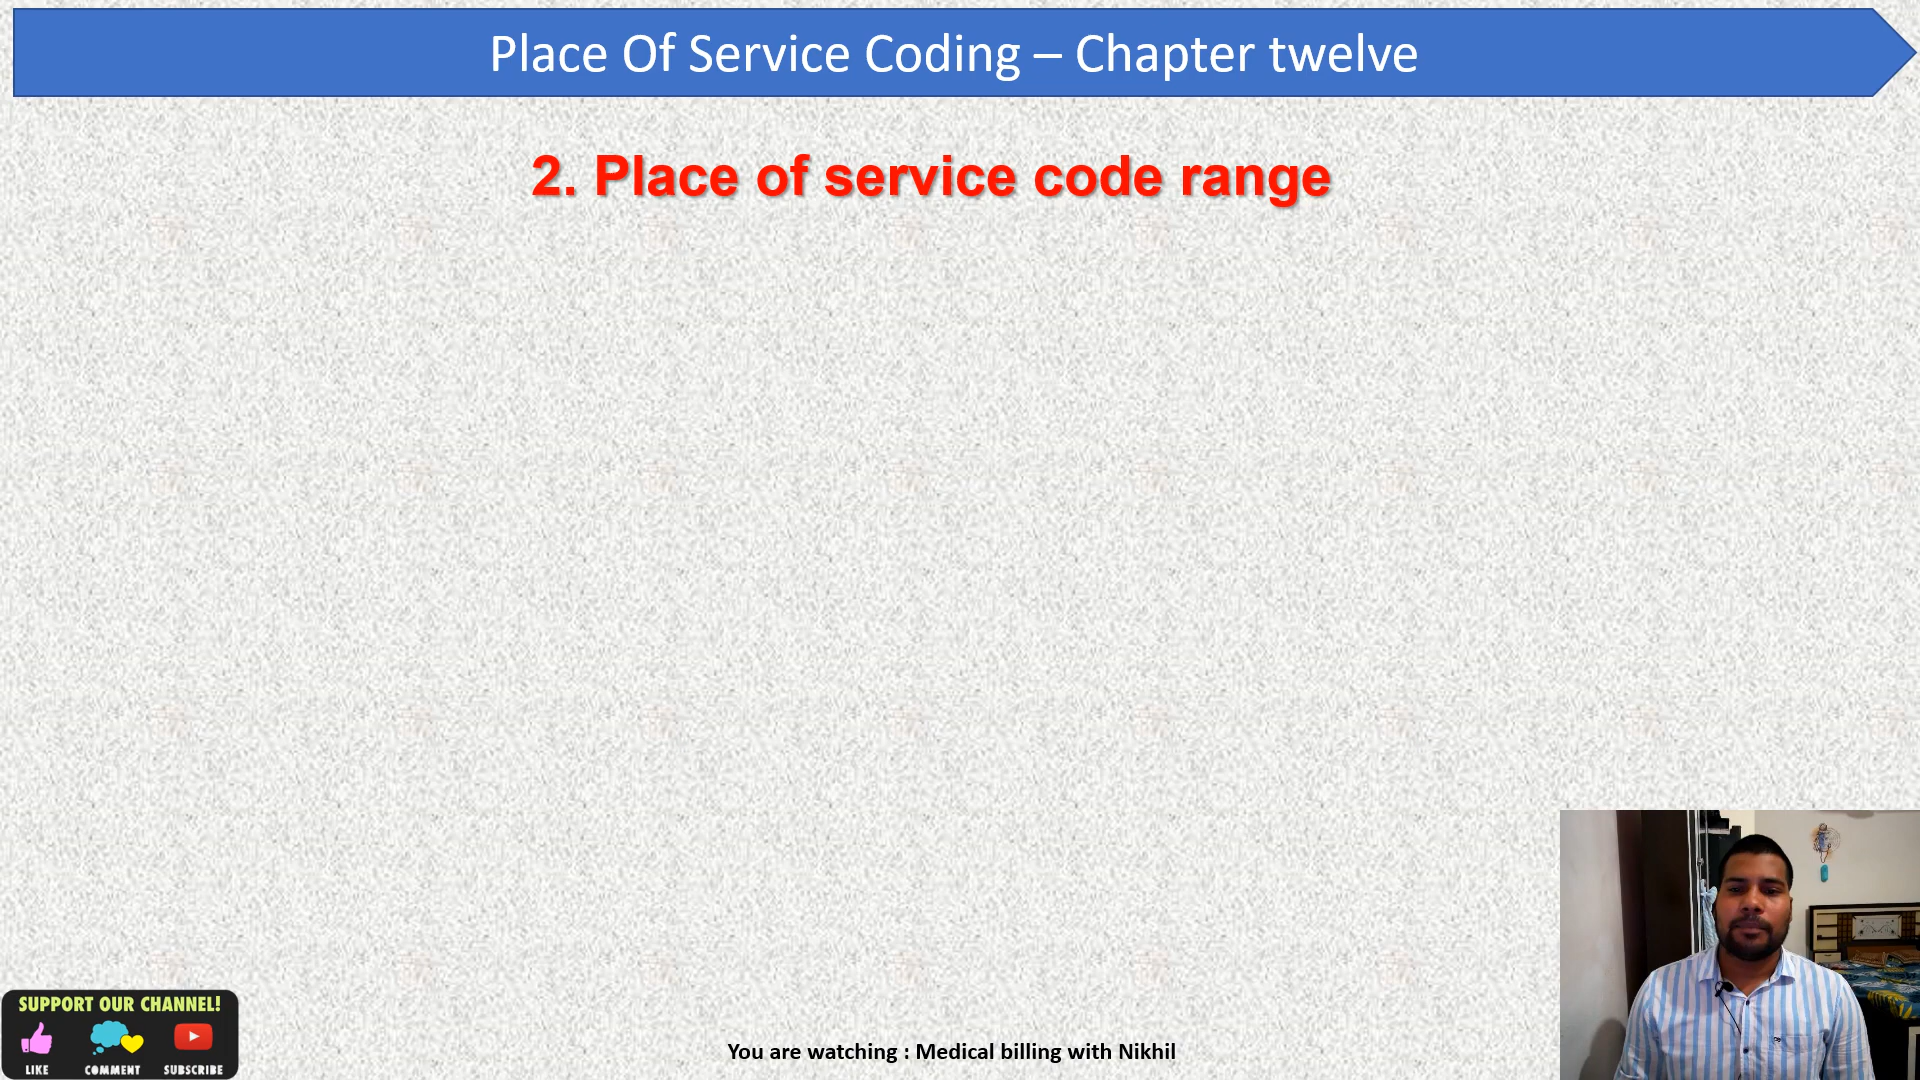 Place Of Service Coding – Chapter twelve
2. Place of service code range
SUPPORT OUR CHANNEL!
LIKE COMMENT SUBSCRIBE
You are watching : Medical billing with Nikhil